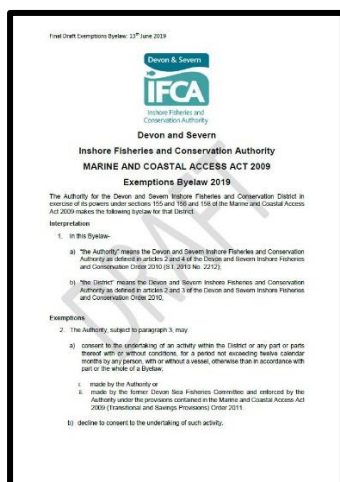 Final Draft Exemptions Byelaw: 13th June 2019
Devon & Severn
IFCA
Inshore Fisheries and
Conservation Authority
Devon and Severn
Inshore Fisheries and Conservation Authority
MARINE AND COASTAL ACCESS ACT 2009
Exemptions Byelaw 2019
The Authority for the Devon and Severn Inshore Fisheries and Conservation District in
exercise of its powers under sections 155 and 156 and 158 of the Marine and Coastal Access
Act 2009 makes the following byelaw for that District.
Interpretation
1. In this Byelaw-
a) "the Authority" means the Devon and Severn Inshore Fisheries and Conservation
Authority as defined in articles 2 and 4 of the Devon and Severn Inshore Fisheries
and Conservation Order 2010 (S.I. 2010 No. 2212);
b) "the District" means the Devon and Severn Inshore Fisheries and Conservation
Authority as defined in articles 2 and 3 of the Devon and Severn Inshore Fisheries
and Conservation Order 2010;
Exemptions
2. The Authority, subject to paragraph 3, may
a) consent to the undertaking of an activity within the District or any part or parts
thereof with or without conditions, for a period not exceeding twelve calendar
months by any person, with or without a vessel, otherwise than in accordance with
part or the whole of a Byelaw;
i. made by the Authority or
ii. made by the former Devon Sea Fisheries Committee and enforced by the
Authority under the provisions contained in the Marine and Coastal Access Act
2009 (Transitional and Savings Provisions) Order 2011.
b) decline to consent to the undertaking of such activity.
DRAFT